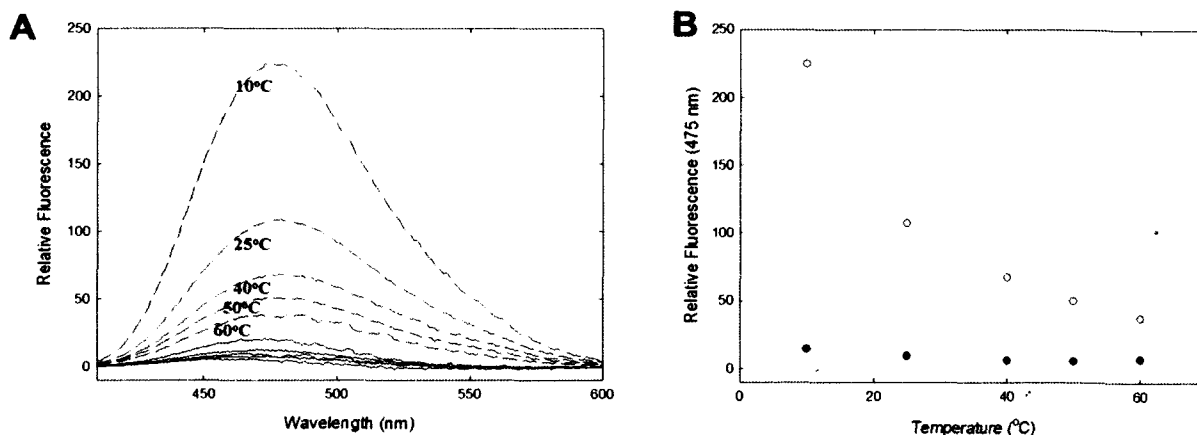 A
250
200
150
100
50
0
Relative Fluorescence
10°C
25°C
40°C
50°C
60°C
450
500
550
600
Wavelength (nm)
B
250
200
150
100
50
0
Relative Fluorescence (475 nm)
0
20
40
60
Temperature (°C)